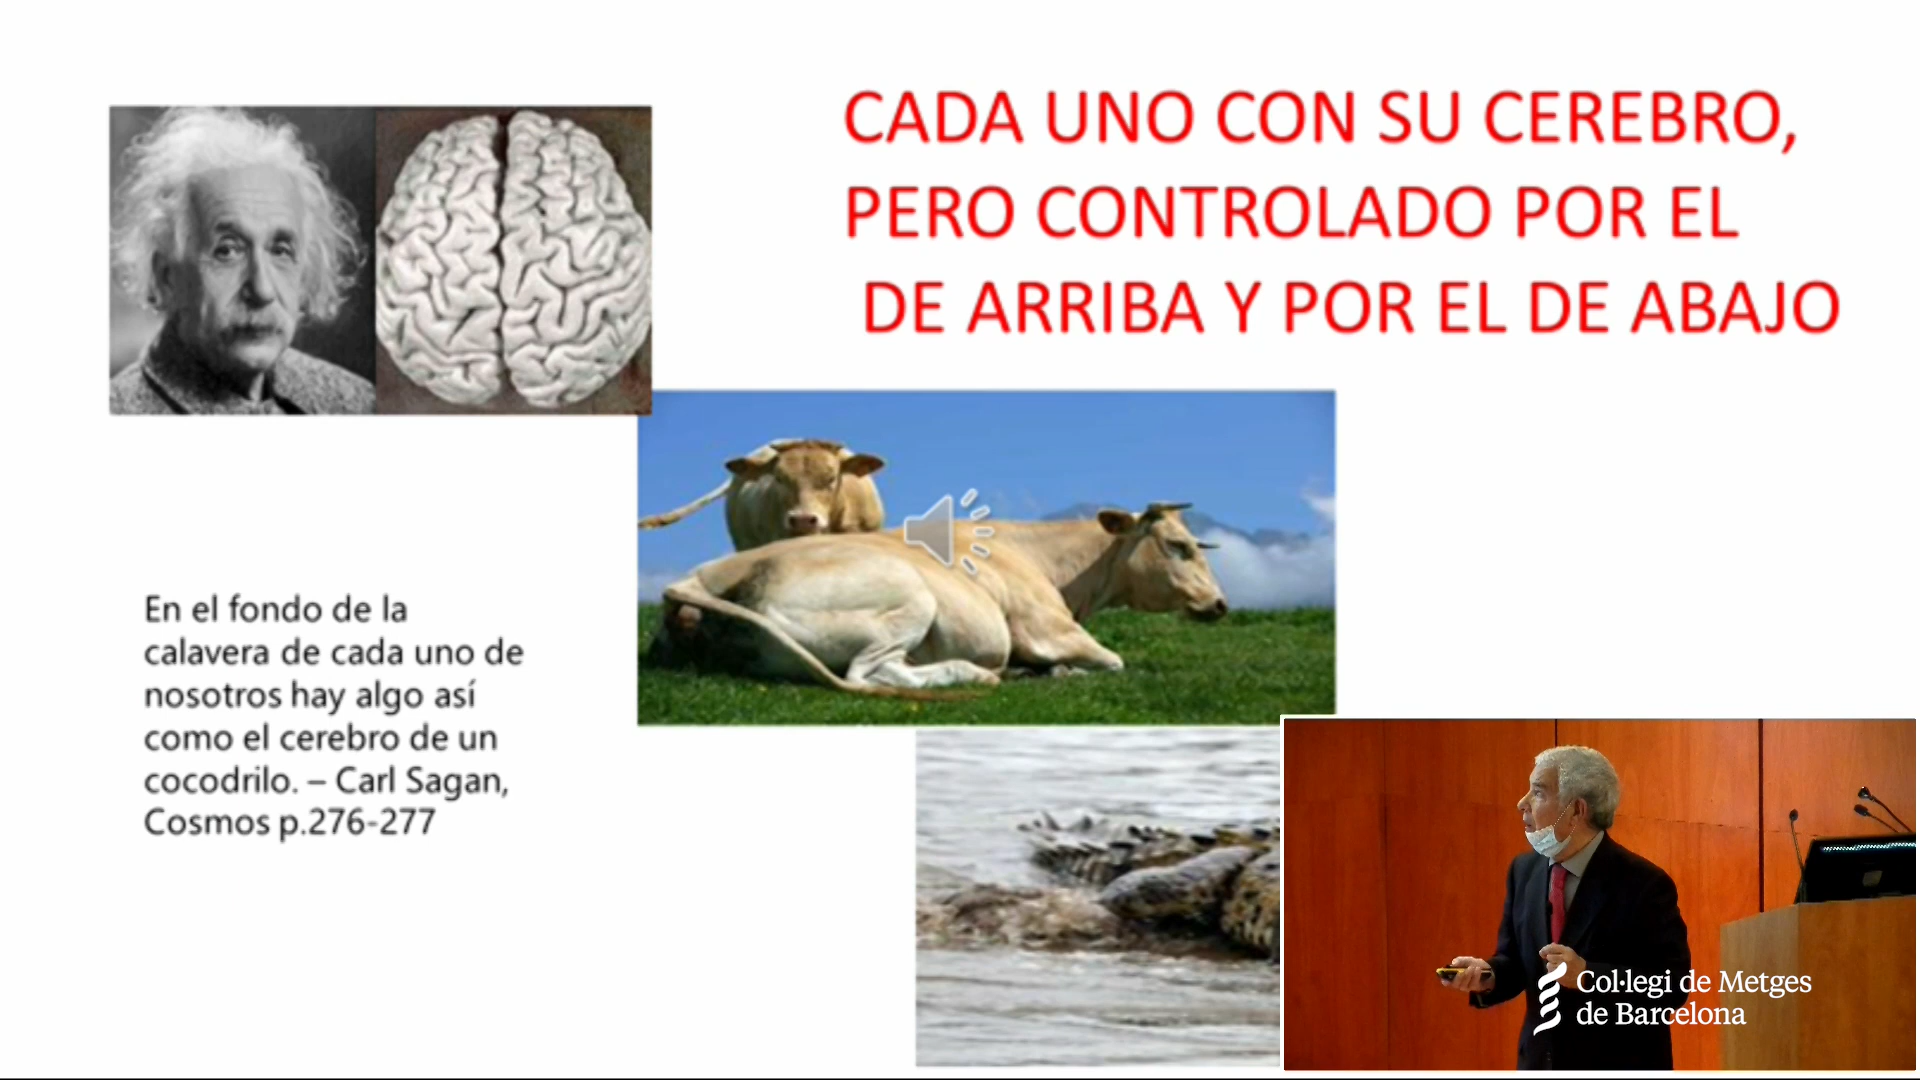 CADA UNO CON SU CEREBRO,
PERO CONTROLADO POR EL
DE ARRIBA Y POR EL DE ABAJO
En el fondo de la
calavera de cada uno de
nosotros hay algo así
como el cerebro de un
cocodrilo. – Carl Sagan,
Cosmos p.276-277
Col·legi de Metges
de Barcelona